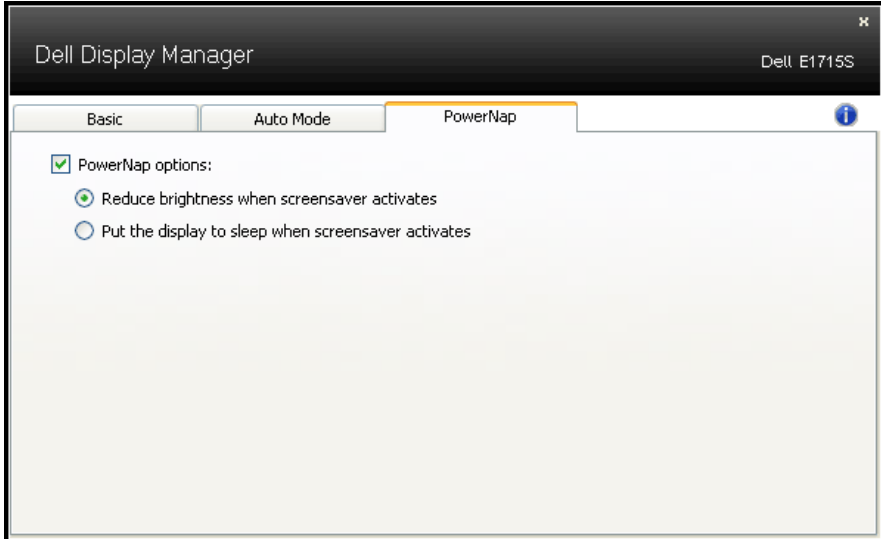 Dell Display Manager
Dell E1715S
Basic
Auto Mode
PowerNap
PowerNap options:
Reduce brightness when screensaver activates
Put the display to sleep when screensaver activates